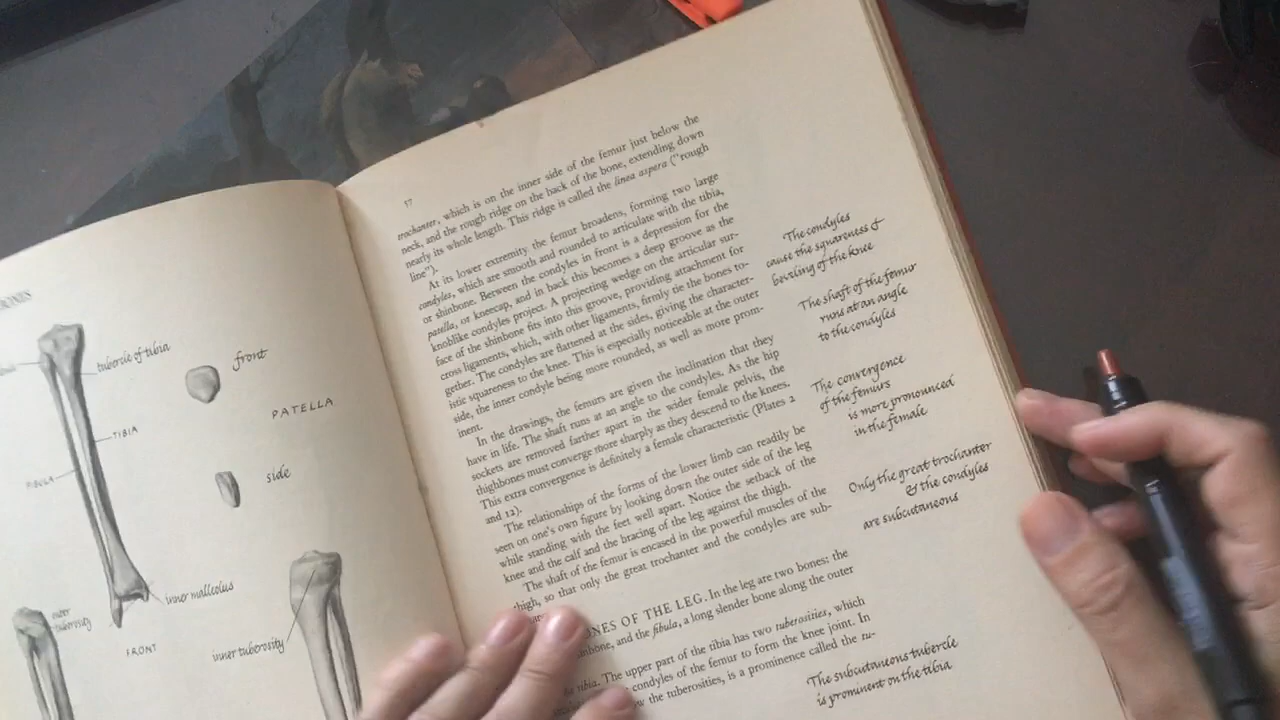 BONES
tubercle of tibia
front
PATELLA
TIBIA
FIBULA
side
inner malleolus
outer
tuberosity
FRONT
inner tuberosity
57
trochanter, which is on the inner side of the femur just below the
neck, and the rough ridge on the back of the bone, extending down
nearly its whole length. This ridge is called the linea aspera ("rough
line").
At its lower extremity the femur broadens, forming two large
condyles, which are smooth and rounded to articulate with the tibia,
or shinbone. Between the condyles in front is a depression for the
patella, or kneecap, and in back this becomes a deep groove as the
knoblike condyles project. A projecting wedge on the articular sur-
face of the shinbone fits into this groove, providing attachment for
cross ligaments, which, with other ligaments, firmly tie the bones to-
gether. The condyles are flattened at the sides, giving the character-
istic squareness to the knee. This is especially noticeable at the outer
side, the inner condyle being more rounded, as well as more prom-
inent.
In the drawings, the femurs are given the inclination that they
have in life. The shaft runs at an angle to the condyles. As the hip
sockets are removed farther apart in the wider female pelvis, the
thighbones must converge more sharply as they descend to the knees.
This extra convergence is definitely a female characteristic (Plates 2
and 12).
The relationships of the forms of the lower limb can readily be
seen on one's own figure by looking down the outer side of the leg
while standing with the feet well apart. Notice the setback of the
knee and the calf and the bracing of the leg against the thigh.
The shaft of the femur is encased in the powerful muscles of the
thigh, so that only the great trochanter and the condyles are sub-
BONES OF THE LEG. In the leg are two bones: the
shinbone, and the fibula, a long slender bone along the outer
tibia. The upper part of the tibia has two tuberosities, which
condyles of the femur to form the knee joint. In
the tuberosities, is a prominence called the tu-
The condyles
cause the squareness &
beveling of the knee
The shaft of the femur
runs at an angle
to the condyles
The convergence
of the femurs
is more pronounced
in the female
Only the great trochanter
& the condyles
are subcutaneous
The subcutaneous tubercle
is prominent on the tibia